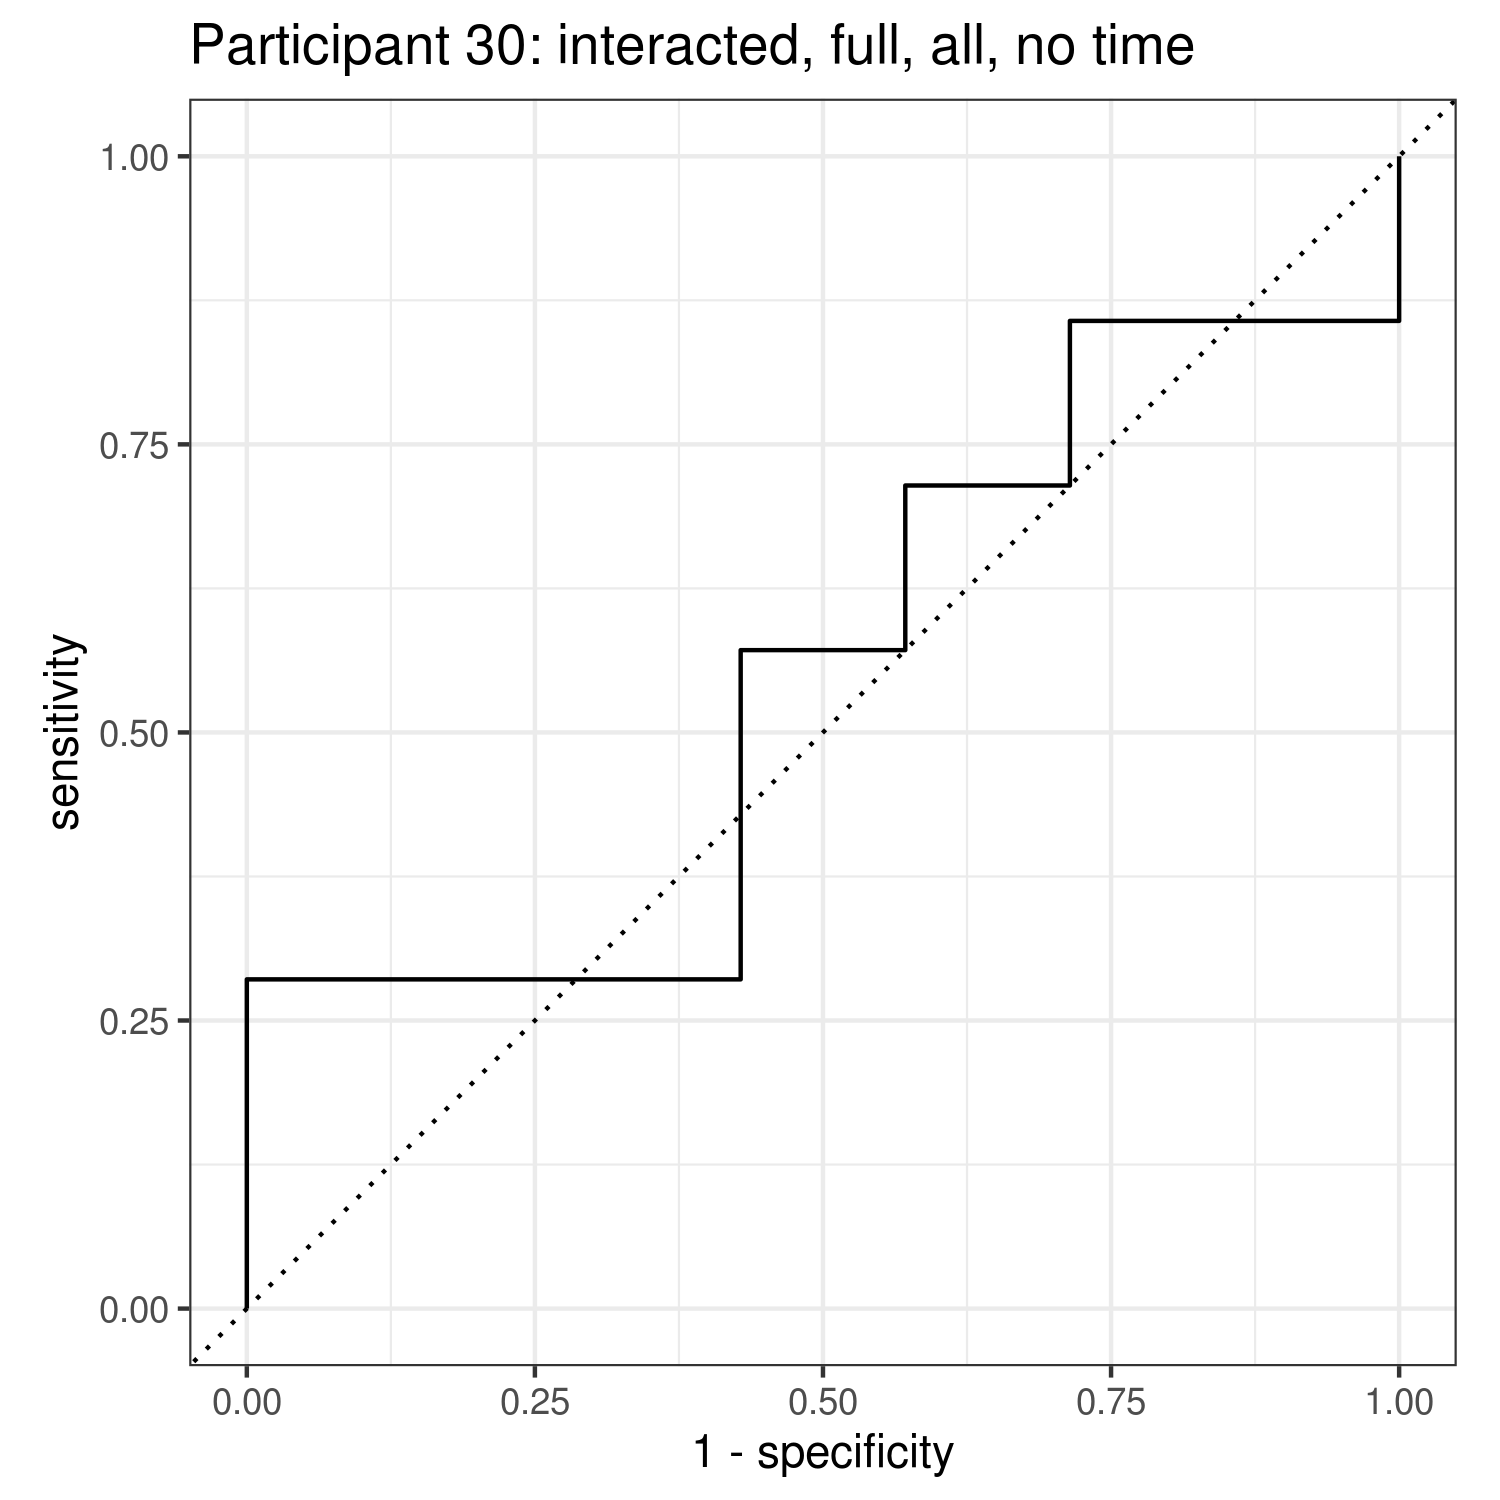 Participant 30: interacted, full, all, no time
sensitivity
1.00
0.75
0.50
0.25
0.00
0.00 0.25 0.50 0.75 1.00
1 - specificity